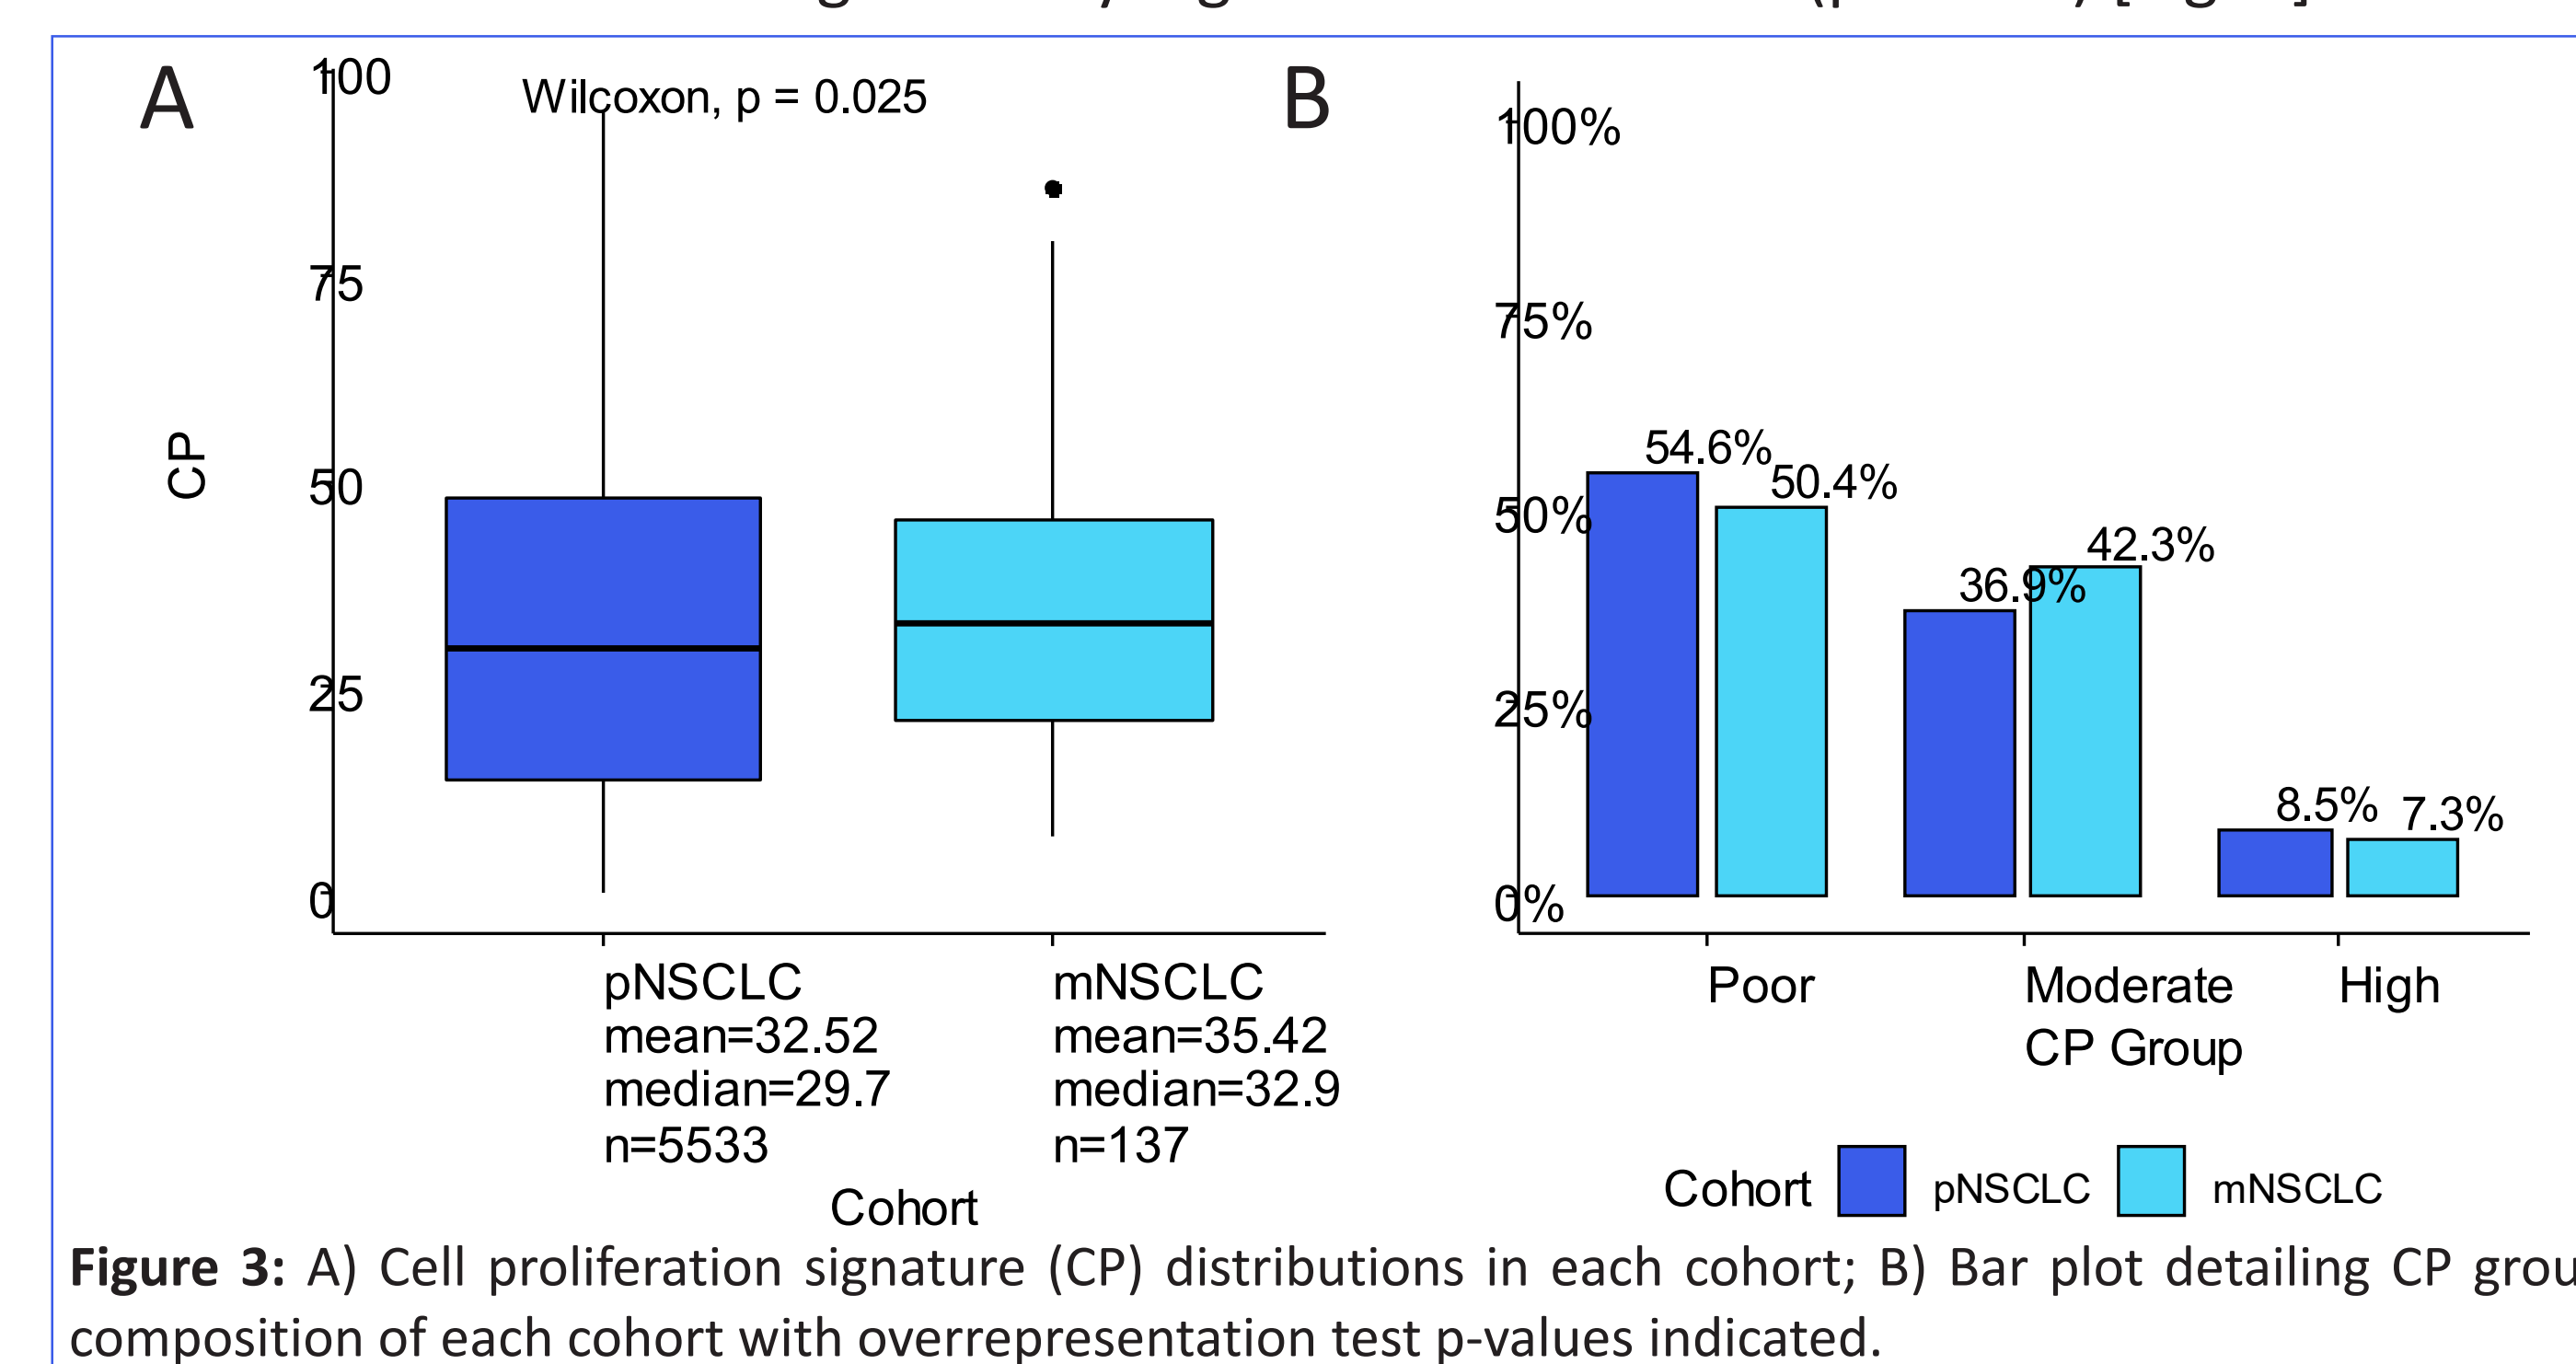 A
100
75
50
25
0
CP
Wilcoxon, p = 0.025
pNSCLC
mean=32.52
median=29.7
n=5533
mNSCLC
mean=35.42
median=32.9
n=137
Cohort
B
100%
75%
50%
25%
0%
54.6%
50.4%
36.9%
42.3%
8.5%
7.3%
Poor
Moderate
High
CP Group
Cohort pNSCLC mNSCLC
Figure 3: A) Cell proliferation signature (CP) distributions in each cohort; B) Bar plot detailing CP grou
composition of each cohort with overrepresentation test p-values indicated.